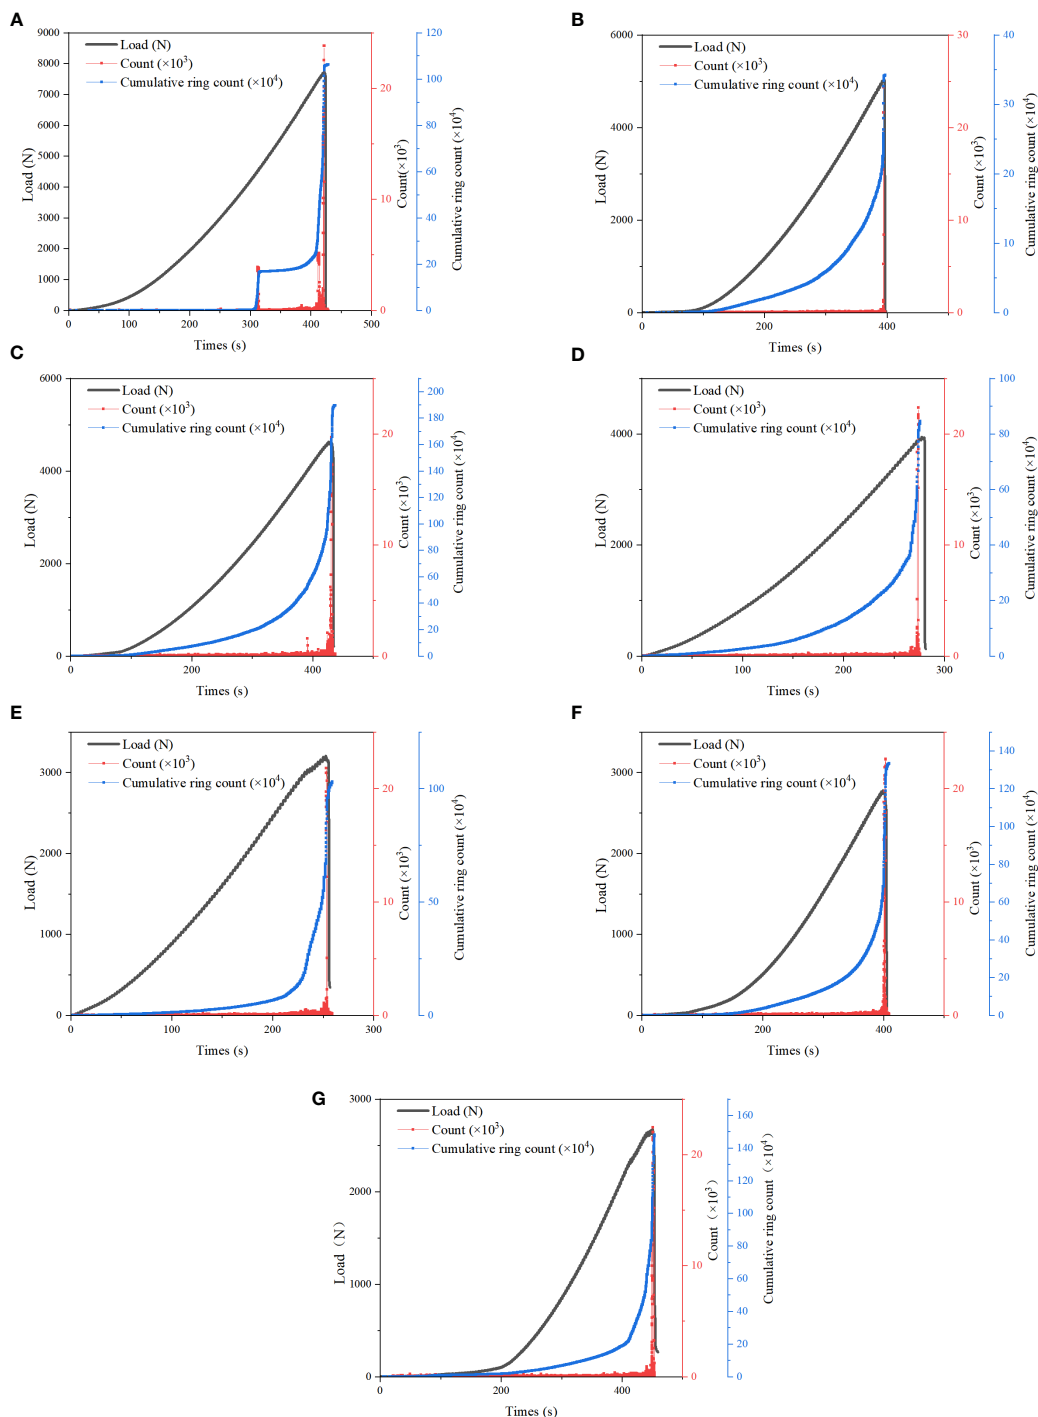 A
Load (N)
Count (×10³)
Cumulative ring count (×10⁴)
9000
8000
7000
6000
5000
4000
3000
2000
1000
0
Load (N)
0
100
200
300
400
500
Times (s)
20
10
0
Count(×10³)
120
100
80
60
40
20
0
Cumulative ring count (×10⁴)
B
Load (N)
Count (×10³)
Cumulative ring count (×10⁴)
6000
4000
2000
0
Load (N)
0
200
400
Times (s)
30
20
10
0
Count (×10³)
40
30
20
10
0
Cumulative ring count (×10⁴)
C
Load (N)
Count (×10³)
Cumulative ring count (×10⁴)
6000
4000
2000
0
Load (N)
0
200
400
Times (s)
20
10
0
Count (×10³)
200
180
160
140
120
100
80
60
40
20
0
Cumulative ring count (×10⁴)
D
Load (N)
Count (×10³)
Cumulative ring count (×10⁴)
4000
2000
0
Load (N)
0
100
200
300
Times (s)
20
10
0
Count (×10³)
100
80
60
40
20
0
Cumulative ring count (×10⁴)
E
Load (N)
Count (×10³)
Cumulative ring count (×10⁴)
3000
2000
1000
0
Load (N)
0
100
200
300
Times (s)
20
10
0
Count (×10³)
100
50
0
Cumulative ring count (×10⁴)
F
Load (N)
Count (×10³)
Cumulative ring count (×10⁴)
3000
2000
1000
0
Load (N)
0
200
400
Times (s)
20
10
0
Count (×10³)
140
120
100
80
60
40
20
0
Cumulative ring count (×10⁴)
G
Load (N)
Count (×10³)
Cumulative ring count (×10⁴)
3000
2000
1000
0
Load（N）
0
200
400
Times (s)
20
10
0
Count（×10³）
160
140
120
100
80
60
40
20
0
Cumulative ring count（×10⁴）